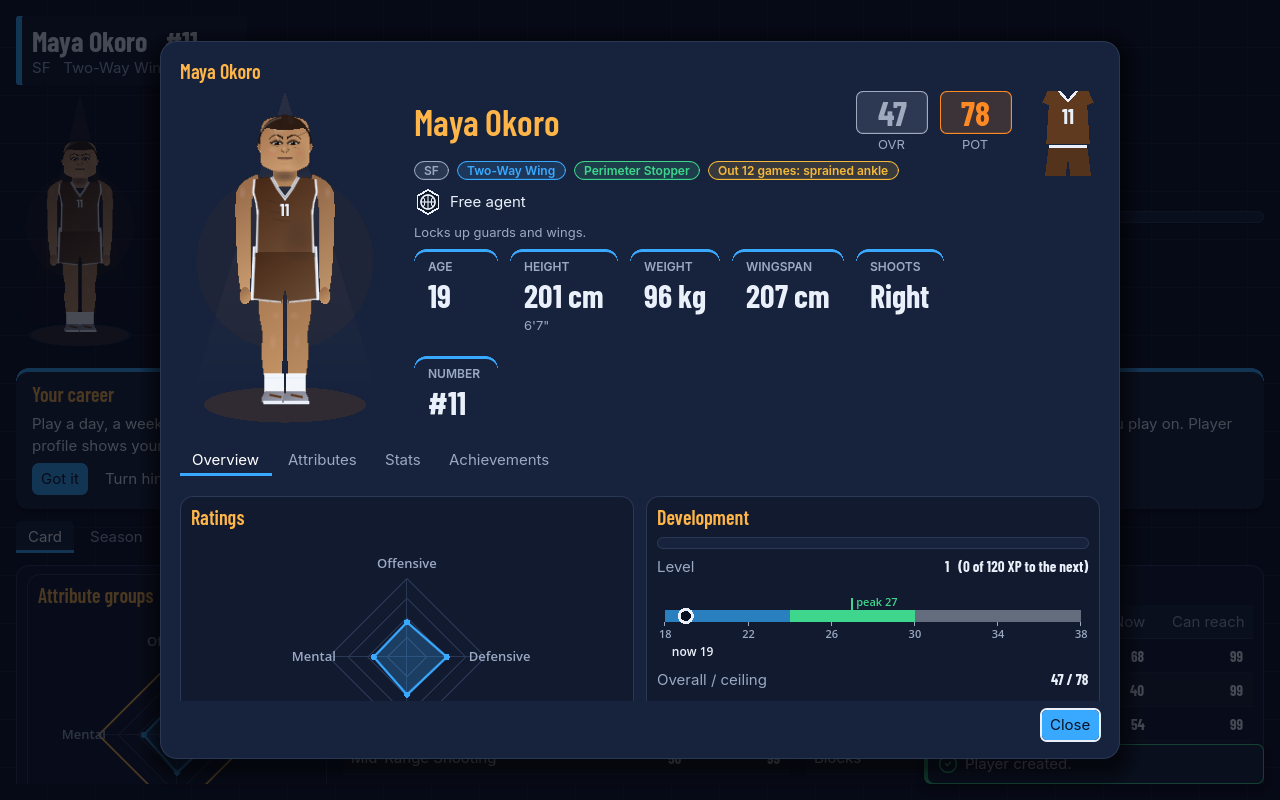 Maya Okoro #11
SF Two-Way Win
Maya Okoro
Maya Okoro
47
OVR
78
POT
11
11
11
SF
Two-Way Wing
Perimeter Stopper
Out 12 games: sprained ankle
Free agent
Locks up guards and wings.
AGE
19
HEIGHT
201 cm
6'7"
WEIGHT
96 kg
WINGSPAN
207 cm
SHOOTS
Right
NUMBER
#11
Your career
Play a day, a week
u play on. Player
profile shows your
Got it
Turn hi
Card
Season
Overview
Attributes
Stats
Achievements
Ratings
Offensive
Mental
Defensive
Development
Level
1 (0 of 120 XP to the next)
peak 27
18 22 26 30 34 38
now 19
Overall / ceiling
47 / 78
Close
Attribute groups
Mental
Now
Can reach
68 99
40 99
54 99
Mid-Range Shooting
99
Blocks
Player created.